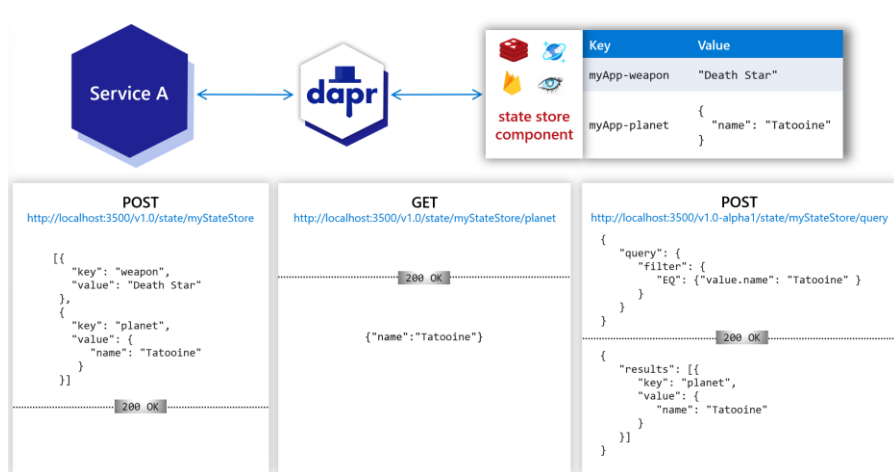 Service A
dapr
state store
component
Key Value
myApp-weapon "Death Star"
myApp-planet {
"name": "Tatooine"
}
POST
http://localhost:3500/v1.0/state/myStateStore
[{
"key": "weapon",
"value": "Death Star"
},
{
"key": "planet",
"value": {
"name": "Tatooine"
}
}]
200 OK
GET
http://localhost:3500/v1.0/state/myStateStore/planet
200 OK
{"name":"Tatooine"}
POST
http://localhost:3500/v1.0-alpha1/state/myStateStore/query
{
"query": {
"filter": {
"EQ": {"value.name": "Tatooine" }
}
}
}
200 OK
{
"results": [{
"key": "planet",
"value": {
"name": "Tatooine"
}
}]
}